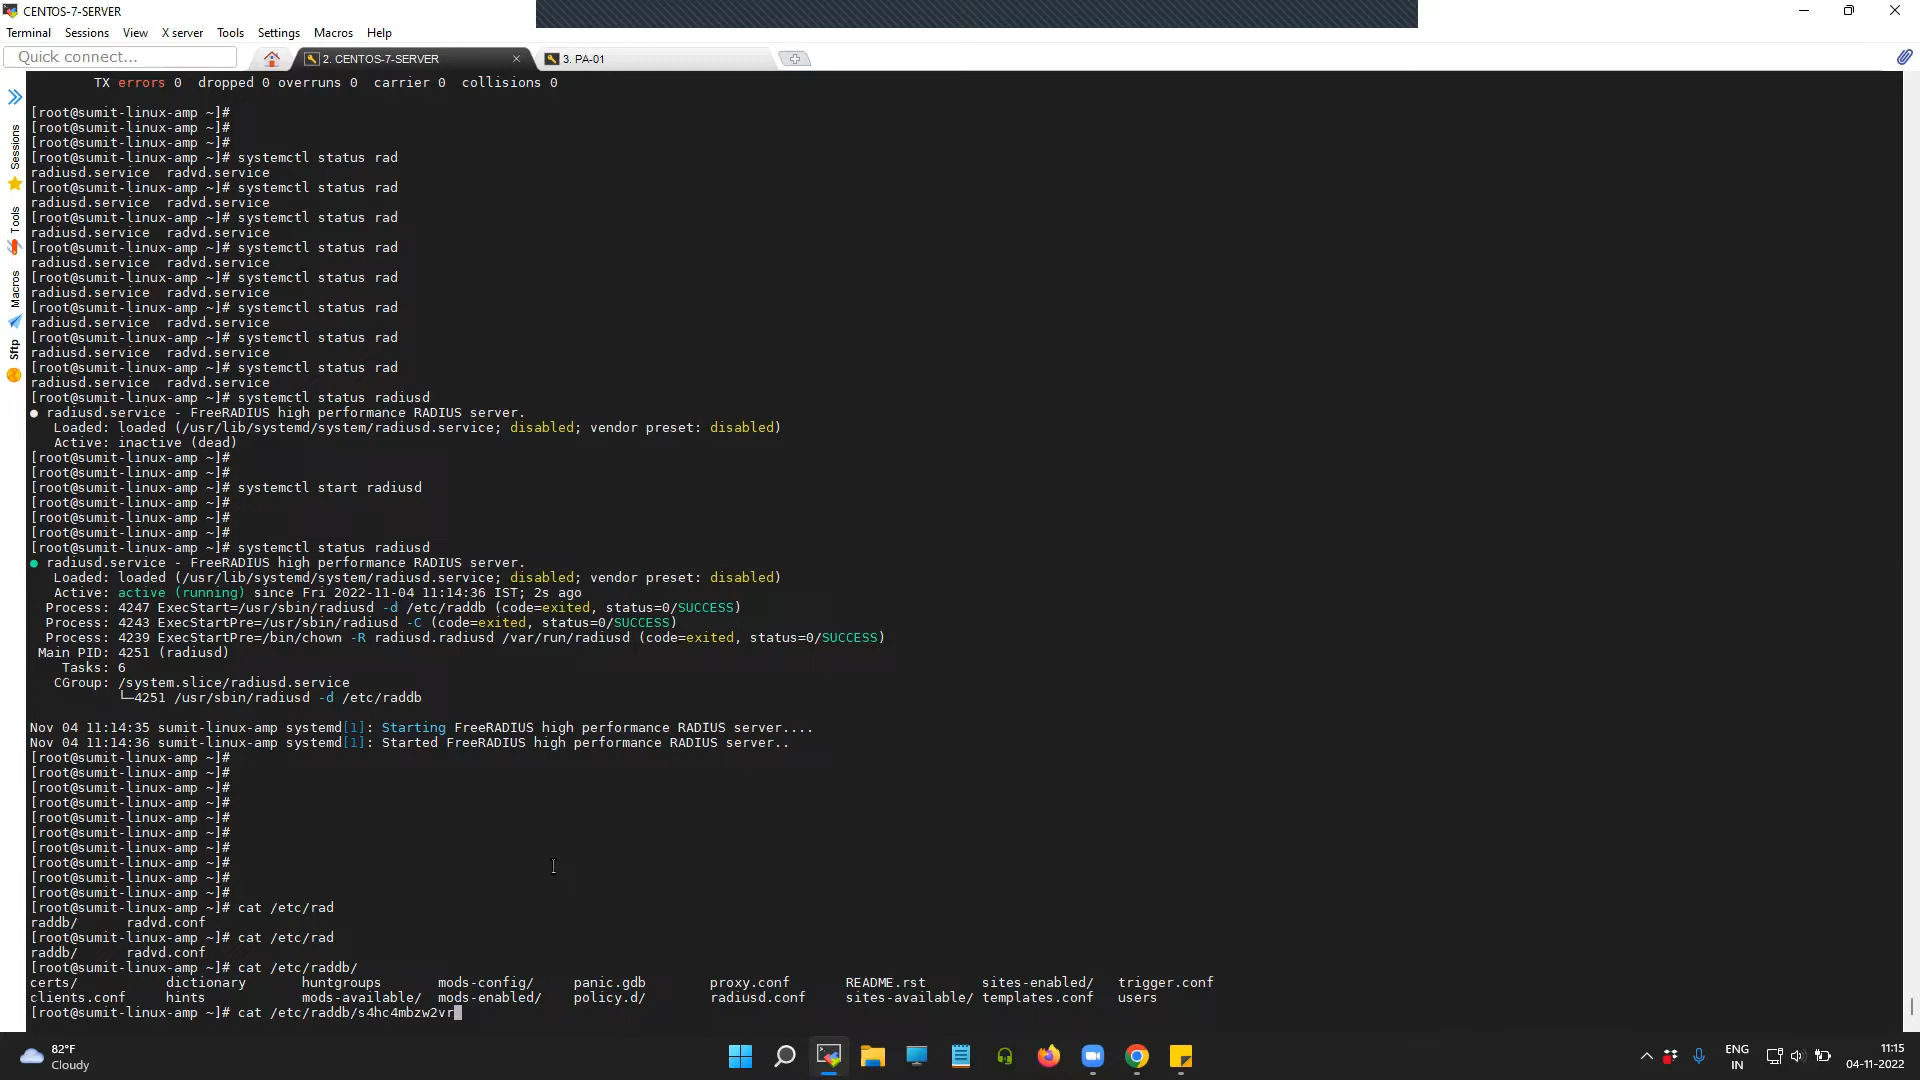 CENTOS-7-SERVER
Terminal Sessions View X server Tools Settings Macros Help
Quick connect...
2. CENTOS-7-SERVER
3. PA-01
Sessions
Tools
Macros
Sftp
TX errors 0 dropped 0 overruns 0 carrier 0 collisions 0
[root@sumit-linux-amp ~]#
[root@sumit-linux-amp ~]#
[root@sumit-linux-amp ~]#
[root@sumit-linux-amp ~]# systemctl status rad
radiusd.service radvd.service
[root@sumit-linux-amp ~]# systemctl status rad
radiusd.service radvd.service
[root@sumit-linux-amp ~]# systemctl status rad
radiusd.service radvd.service
[root@sumit-linux-amp ~]# systemctl status rad
radiusd.service radvd.service
[root@sumit-linux-amp ~]# systemctl status rad
radiusd.service radvd.service
[root@sumit-linux-amp ~]# systemctl status rad
radiusd.service radvd.service
[root@sumit-linux-amp ~]# systemctl status rad
radiusd.service radvd.service
[root@sumit-linux-amp ~]# systemctl status rad
radiusd.service radvd.service
[root@sumit-linux-amp ~]# systemctl status radiusd
● radiusd.service - FreeRADIUS high performance RADIUS server.
Loaded: loaded (/usr/lib/systemd/system/radiusd.service; disabled; vendor preset: disabled)
Active: inactive (dead)
[root@sumit-linux-amp ~]#
[root@sumit-linux-amp ~]#
[root@sumit-linux-amp ~]# systemctl start radiusd
[root@sumit-linux-amp ~]#
[root@sumit-linux-amp ~]#
[root@sumit-linux-amp ~]#
[root@sumit-linux-amp ~]# systemctl status radiusd
● radiusd.service - FreeRADIUS high performance RADIUS server.
Loaded: loaded (/usr/lib/systemd/system/radiusd.service; disabled; vendor preset: disabled)
Active: active (running) since Fri 2022-11-04 11:14:36 IST; 2s ago
Process: 4247 ExecStart=/usr/sbin/radiusd -d /etc/raddb (code=exited, status=0/SUCCESS)
Process: 4243 ExecStartPre=/usr/sbin/radiusd -C (code=exited, status=0/SUCCESS)
Process: 4239 ExecStartPre=/bin/chown -R radiusd.radiusd /var/run/radiusd (code=exited, status=0/SUCCESS)
Main PID: 4251 (radiusd)
Tasks: 6
CGroup: /system.slice/radiusd.service
└─4251 /usr/sbin/radiusd -d /etc/raddb
Nov 04 11:14:35 sumit-linux-amp systemd[1]: Starting FreeRADIUS high performance RADIUS server....
Nov 04 11:14:36 sumit-linux-amp systemd[1]: Started FreeRADIUS high performance RADIUS server..
[root@sumit-linux-amp ~]#
[root@sumit-linux-amp ~]#
[root@sumit-linux-amp ~]#
[root@sumit-linux-amp ~]#
[root@sumit-linux-amp ~]#
[root@sumit-linux-amp ~]#
[root@sumit-linux-amp ~]#
[root@sumit-linux-amp ~]#
[root@sumit-linux-amp ~]#
[root@sumit-linux-amp ~]#
[root@sumit-linux-amp ~]# cat /etc/rad
raddb/ radvd.conf
[root@sumit-linux-amp ~]# cat /etc/rad
raddb/ radvd.conf
[root@sumit-linux-amp ~]# cat /etc/raddb/
certs/ dictionary huntgroups mods-config/ panic.gdb proxy.conf README.rst sites-enabled/ trigger.conf
clients.conf hints mods-available/ mods-enabled/ policy.d/ radiusd.conf sites-available/ templates.conf users
[root@sumit-linux-amp ~]# cat /etc/raddb/s4hc4mbzw2vr
82°F
Cloudy
ENG
IN
11:15
04-11-2022